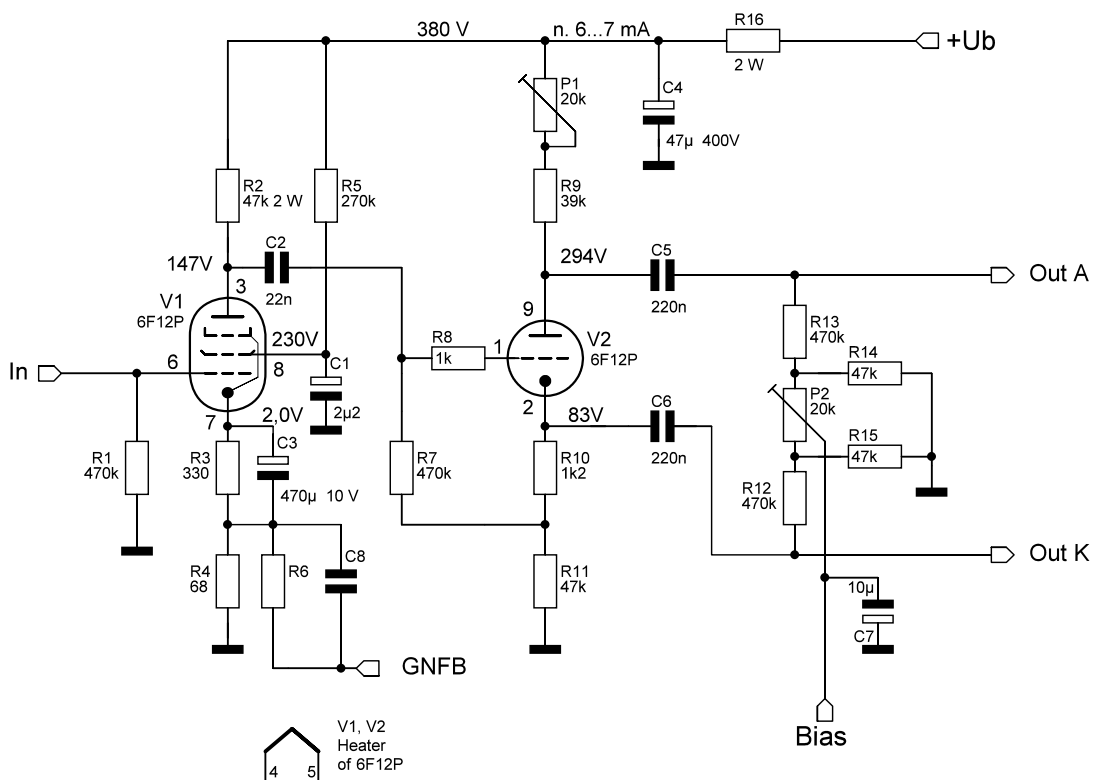 380 V
n. 6...7 mA
R16
2 W
+Ub
P1
20k
C4
47µ 400V
R2
47k 2 W
R5
270k
R9
39k
147V
C2
22n
3
294V
C5
220n
Out A
V1
6F12P
230V
6
8
In
C1
2µ2
9
V2
6F12P
R8
1k
1
2
83V
C6
220n
R13
470k
R14
47k
P2
20k
R15
47k
7
2,0V
C3
470µ 10 V
R1
470k
R3
330
R7
470k
R10
1k2
R12
470k
Out K
R4
68
R6
C8
R11
47k
10µ
C7
GNFB
Bias
V1, V2
Heater
of 6F12P
4
5